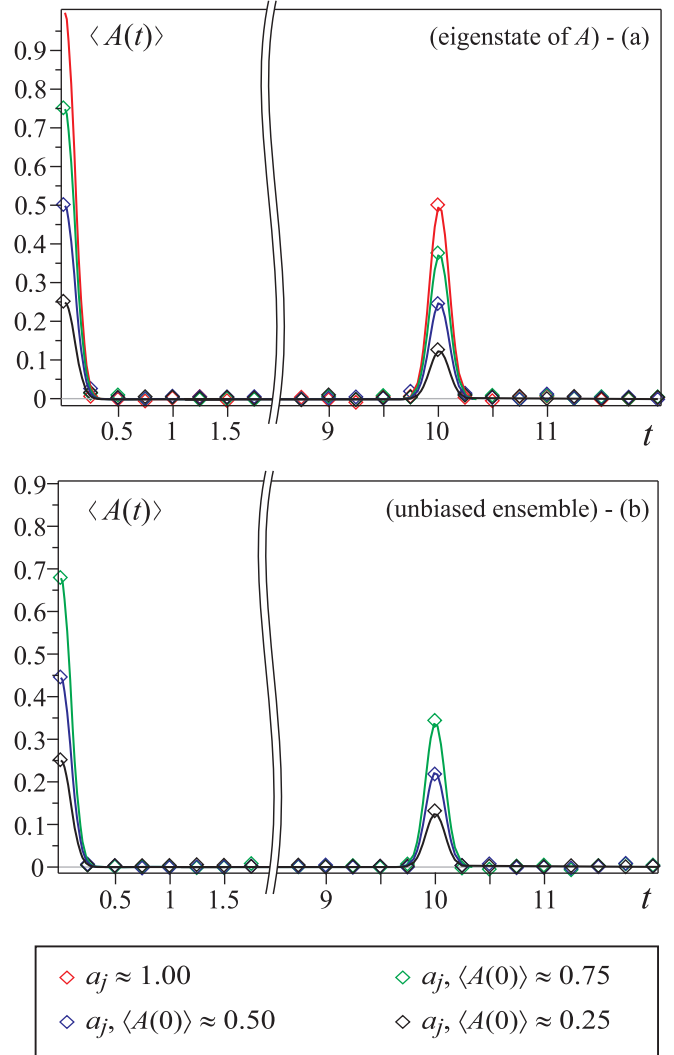 ⟨A(t)⟩
(eigenstate of A) - (a)
0.9
0.8
0.7
0.6
0.5
0.4
0.3
0.2
0.1
0
0.5 1 1.5 9 10 11 t
⟨A(t)⟩
(unbiased ensemble) - (b)
0.9
0.8
0.7
0.6
0.5
0.4
0.3
0.2
0.1
0
0.5 1 1.5 9 10 11 t
a_j ≈ 1.00
a_j, ⟨A(0)⟩ ≈ 0.75
a_j, ⟨A(0)⟩ ≈ 0.50
a_j, ⟨A(0)⟩ ≈ 0.25